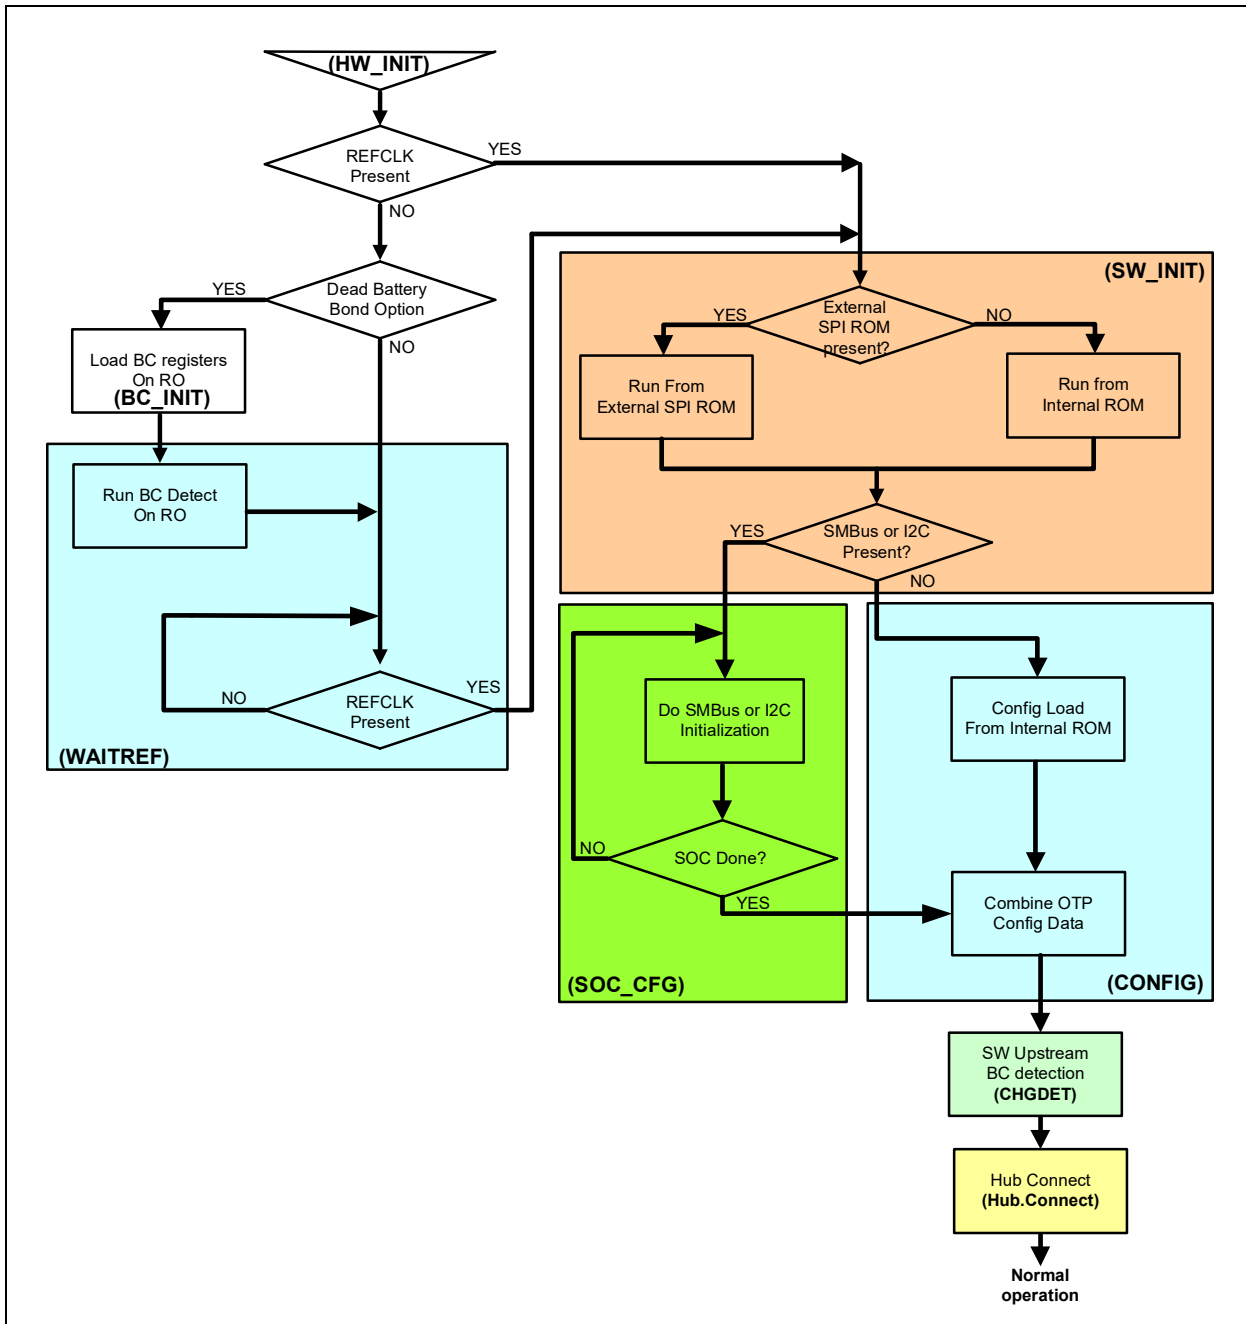 (HW_INIT)
REFCLK
Present
YES
NO
Dead Battery
Bond Option
YES
NO
Load BC registers
On RO
(BC_INIT)
Run BC Detect
On RO
REFCLK
Present
NO
YES
(WAITREF)
(SW_INIT)
External
SPI ROM
present?
YES
NO
Run From
External SPI ROM
Run from
Internal ROM
SMBus or I2C
Present?
YES
NO
Do SMBus or I2C
Initialization
SOC Done?
NO
YES
(SOC_CFG)
Config Load
From Internal ROM
Combine OTP
Config Data
(CONFIG)
SW Upstream
BC detection
(CHGDET)
Hub Connect
(Hub.Connect)
Normal
operation